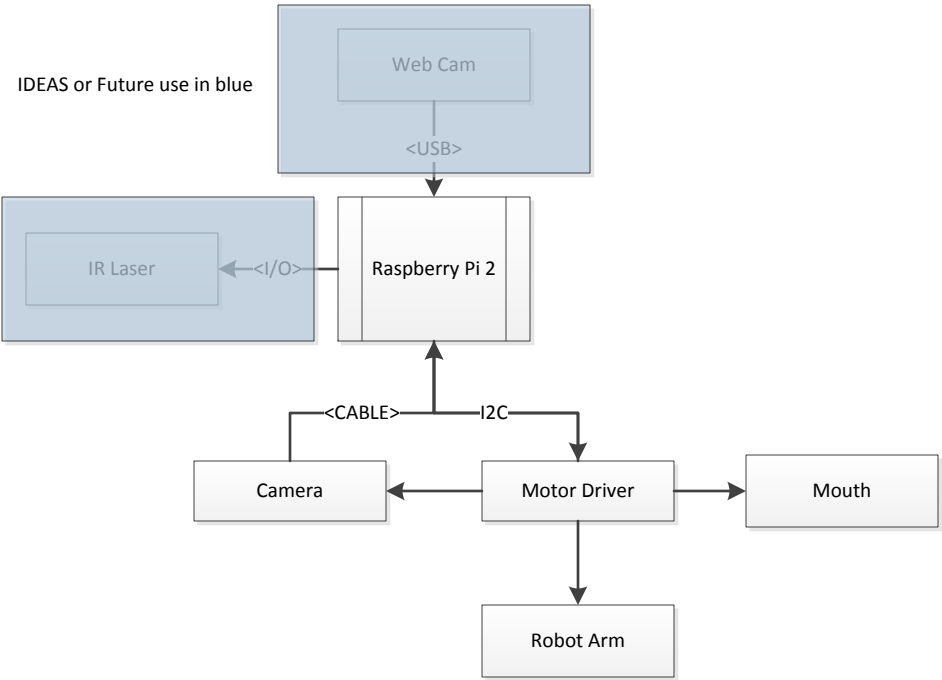 Web Cam
IDEAS or Future use in blue
<USB>
IR Laser
<I/O>
Raspberry Pi 2
<CABLE>
I2C
Camera
Motor Driver
Mouth
Robot Arm